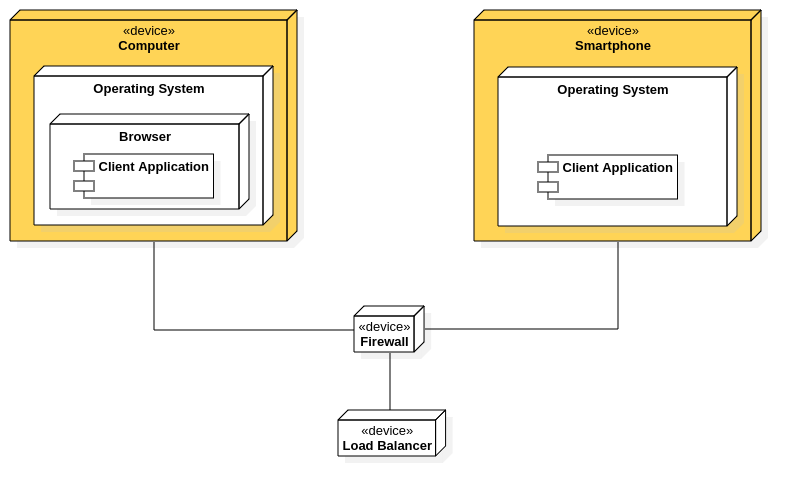 «device»
Computer
Operating System
Browser
Client Application
«device»
Smartphone
Operating System
Client Application
«device»
Firewall
«device»
Load Balancer